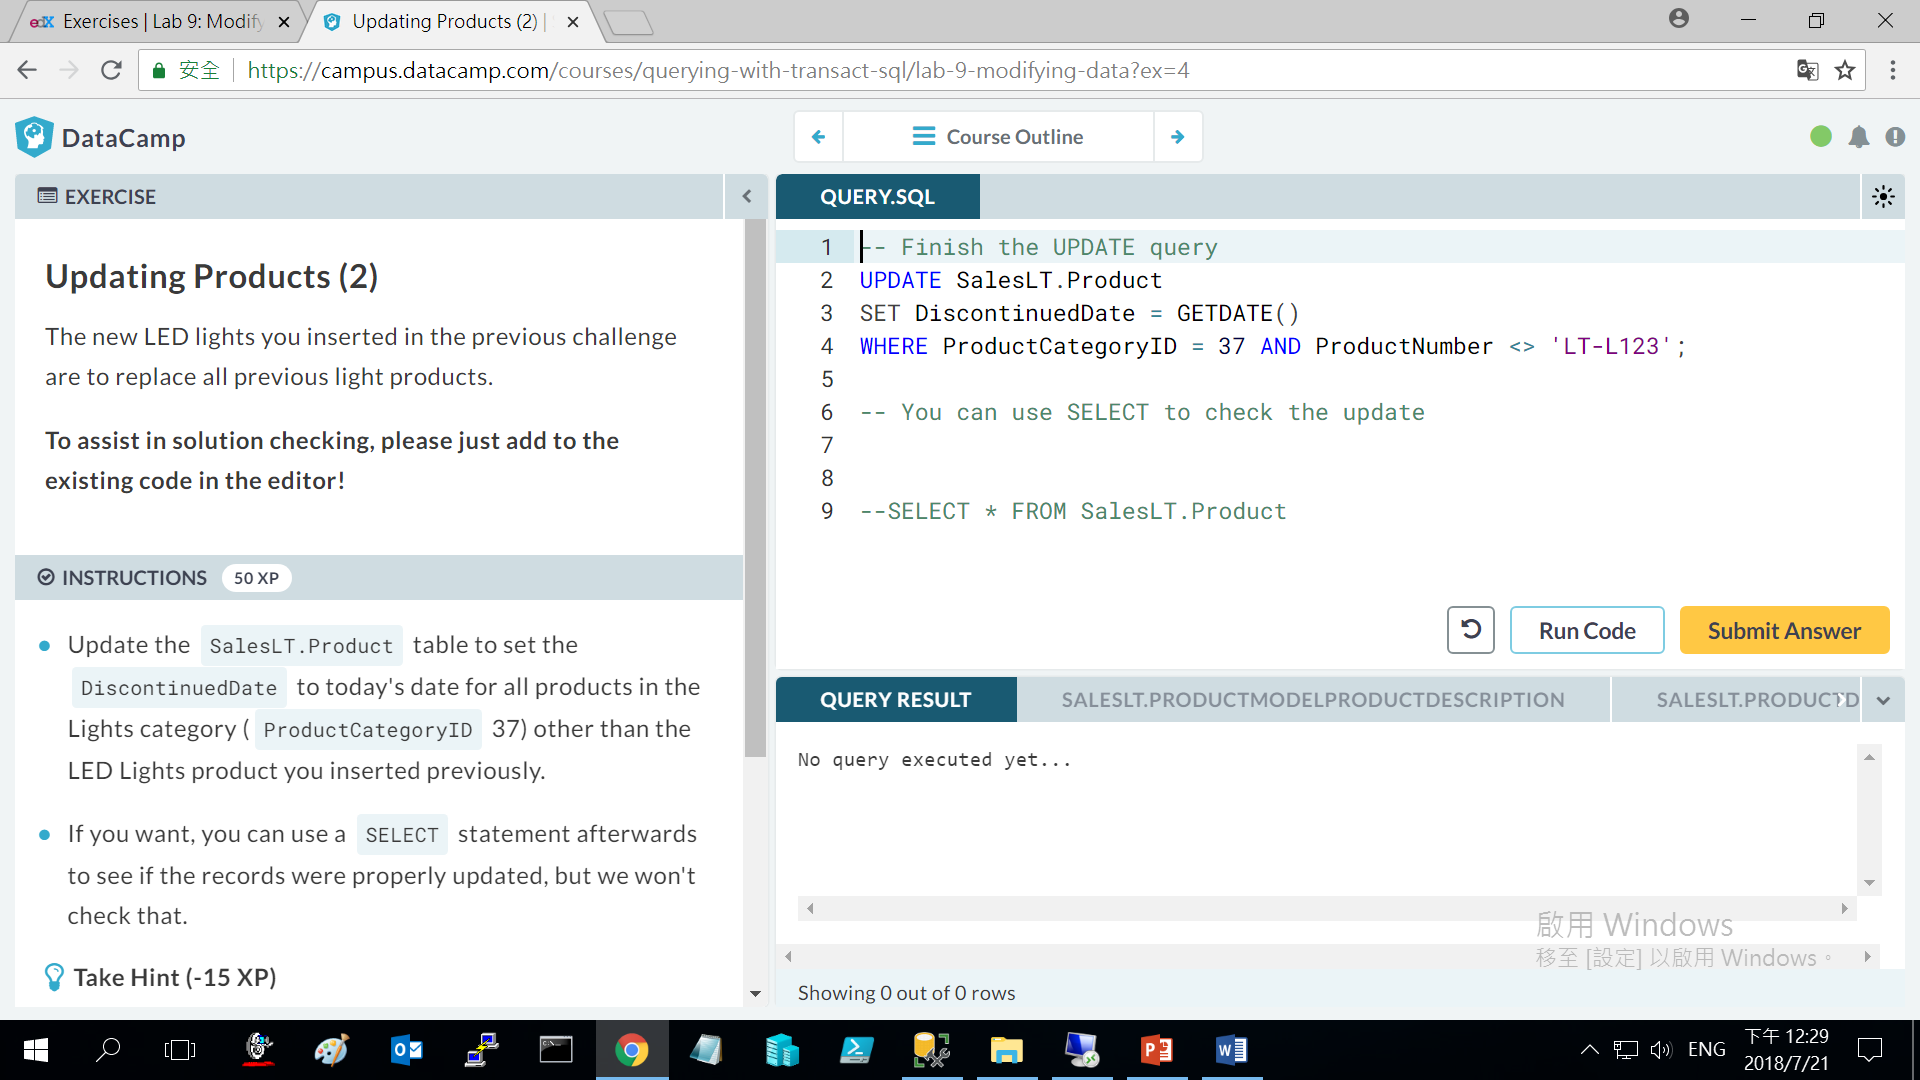 edX Exercises | Lab 9: Modify
Updating Products (2) |
安全
https://campus.datacamp.com/courses/querying-with-transact-sql/lab-9-modifying-data?ex=4
DataCamp
Course Outline
EXERCISE
Updating Products (2)
The new LED lights you inserted in the previous challenge
are to replace all previous light products.
To assist in solution checking, please just add to the
existing code in the editor!
INSTRUCTIONS 50 XP
Update the SalesLT.Product table to set the
DiscontinuedDate to today's date for all products in the
Lights category ( ProductCategoryID 37) other than the
LED Lights product you inserted previously.
If you want, you can use a SELECT statement afterwards
to see if the records were properly updated, but we won't
check that.
Take Hint (-15 XP)
QUERY.SQL
1 -- Finish the UPDATE query
2 UPDATE SalesLT.Product
3 SET DiscontinuedDate = GETDATE()
4 WHERE ProductCategoryID = 37 AND ProductNumber <> 'LT-L123';
5
6 -- You can use SELECT to check the update
7
8
9 --SELECT * FROM SalesLT.Product
Run Code
Submit Answer
QUERY RESULT
SALESLT.PRODUCTMODELPRODUCTDESCRIPTION
SALESLT.PRODUCTD
No query executed yet...
啟用 Windows
移至 [設定] 以啟用 Windows。
Showing 0 out of 0 rows
ENG
下午 12:29
2018/7/21